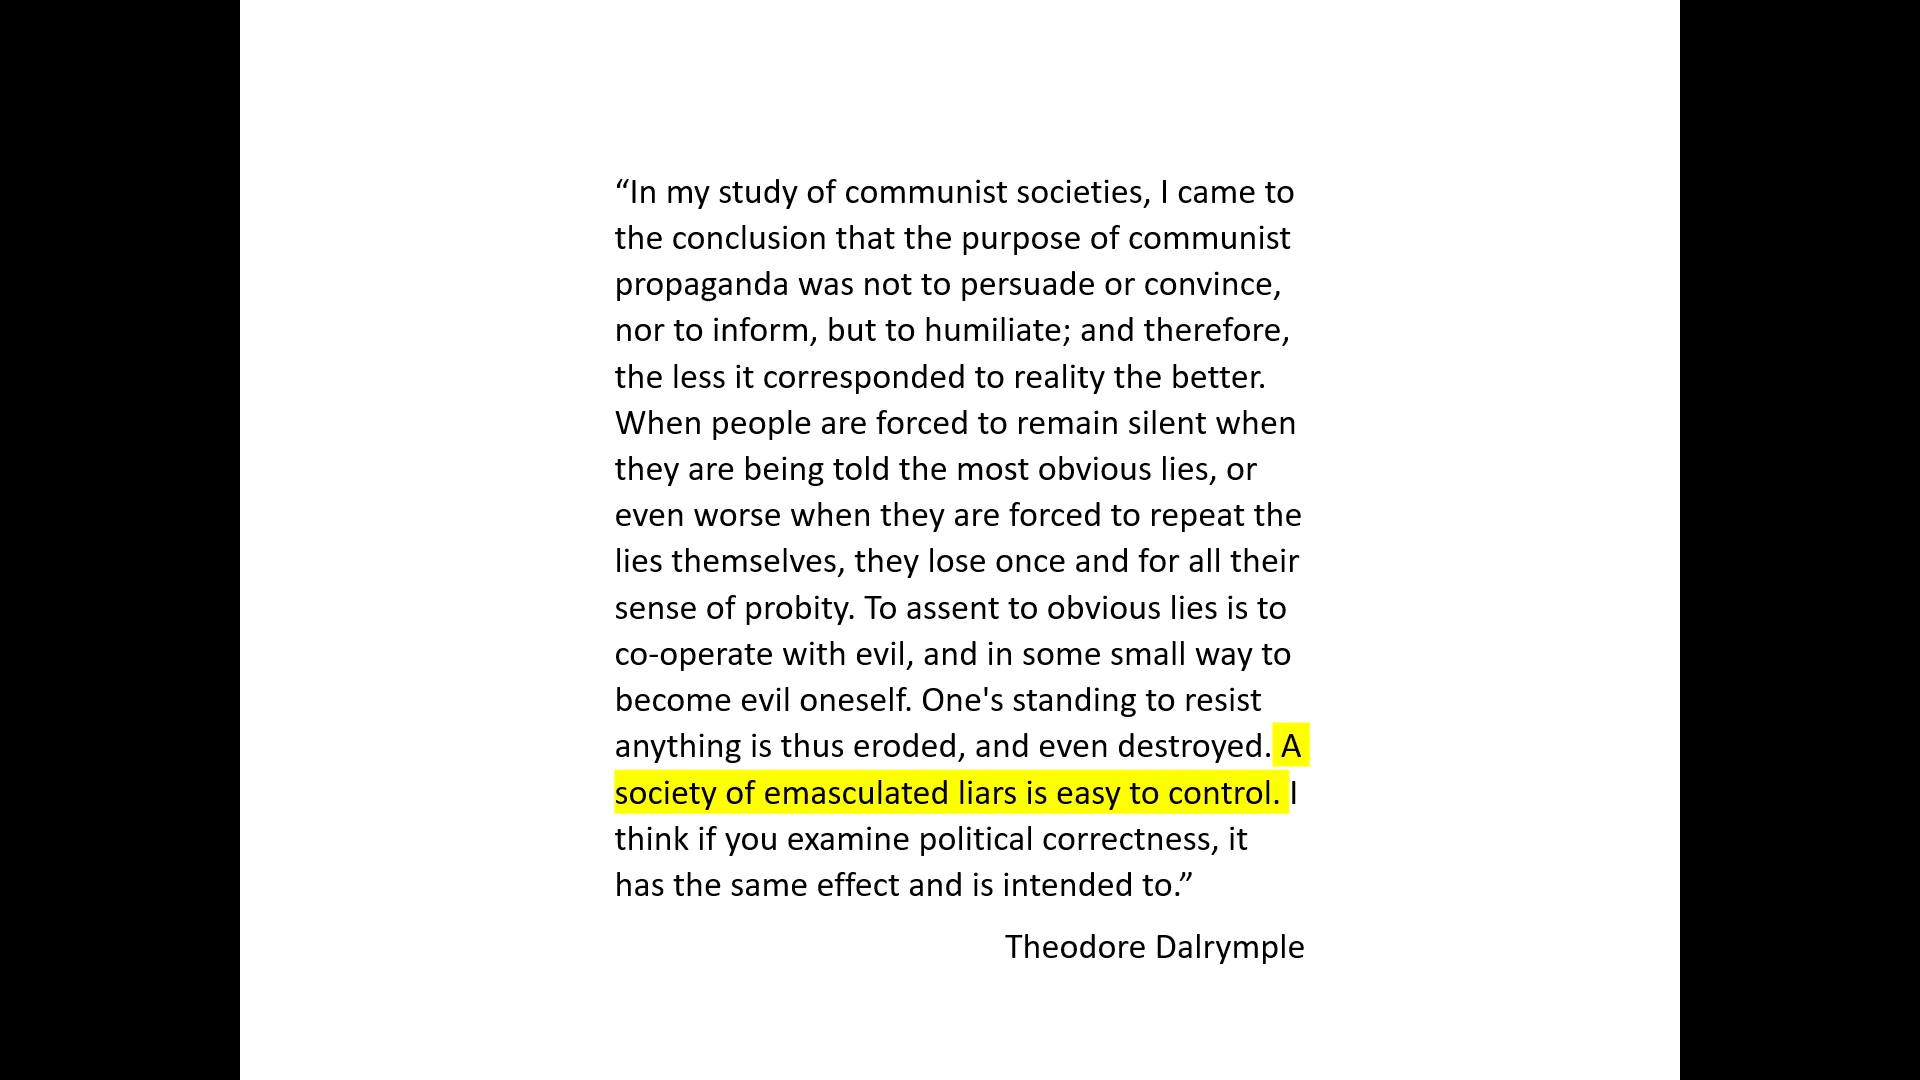 “In my study of communist societies, I came to
the conclusion that the purpose of communist
propaganda was not to persuade or convince,
nor to inform, but to humiliate; and therefore,
the less it corresponded to reality the better.
When people are forced to remain silent when
they are being told the most obvious lies, or
even worse when they are forced to repeat the
lies themselves, they lose once and for all their
sense of probity. To assent to obvious lies is to
co-operate with evil, and in some small way to
become evil oneself. One's standing to resist
anything is thus eroded, and even destroyed. A
society of emasculated liars is easy to control. I
think if you examine political correctness, it
has the same effect and is intended to.”
Theodore Dalrymple